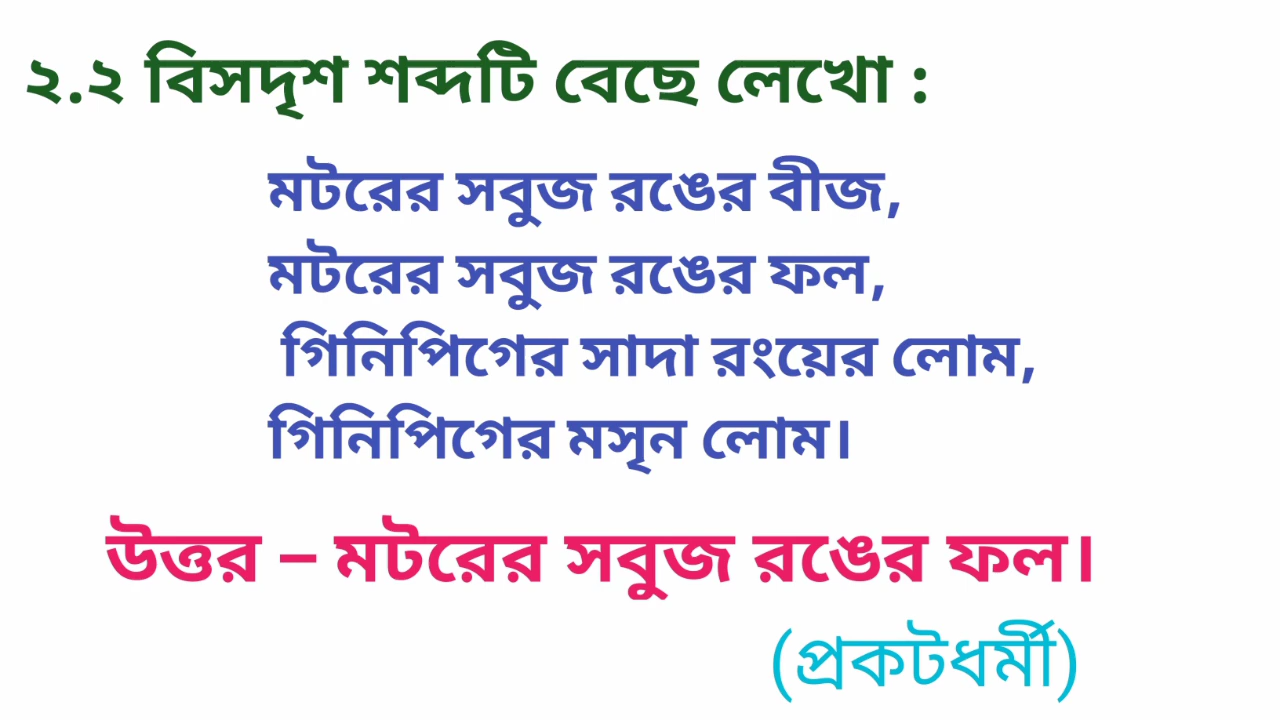 ২.২ বিসদৃশ শব্দটি বেছে লেখো :
মটরের সবুজ রঙের বীজ,
মটরের সবুজ রঙের ফল,
গিনিপিগের সাদা রংয়ের লোম,
গিনিপিগের মসৃন লোম।
উত্তর – মটরের সবুজ রঙের ফল।
(প্রকটধর্মী)